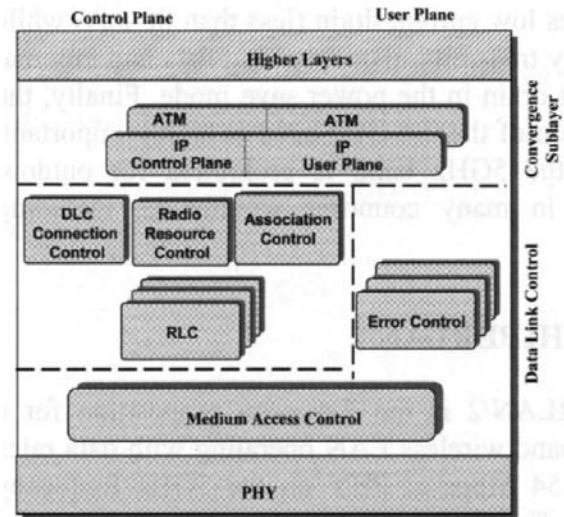 Control Plane
User Plane
Higher Layers
ATM
ATM
IP
IP
Control Plane
User Plane
Convergence
Sublayer
DLC
Connection
Control
Radio
Resource
Control
Association
Control
RLC
Error Control
Data Link Control
Medium Access Control
PHY